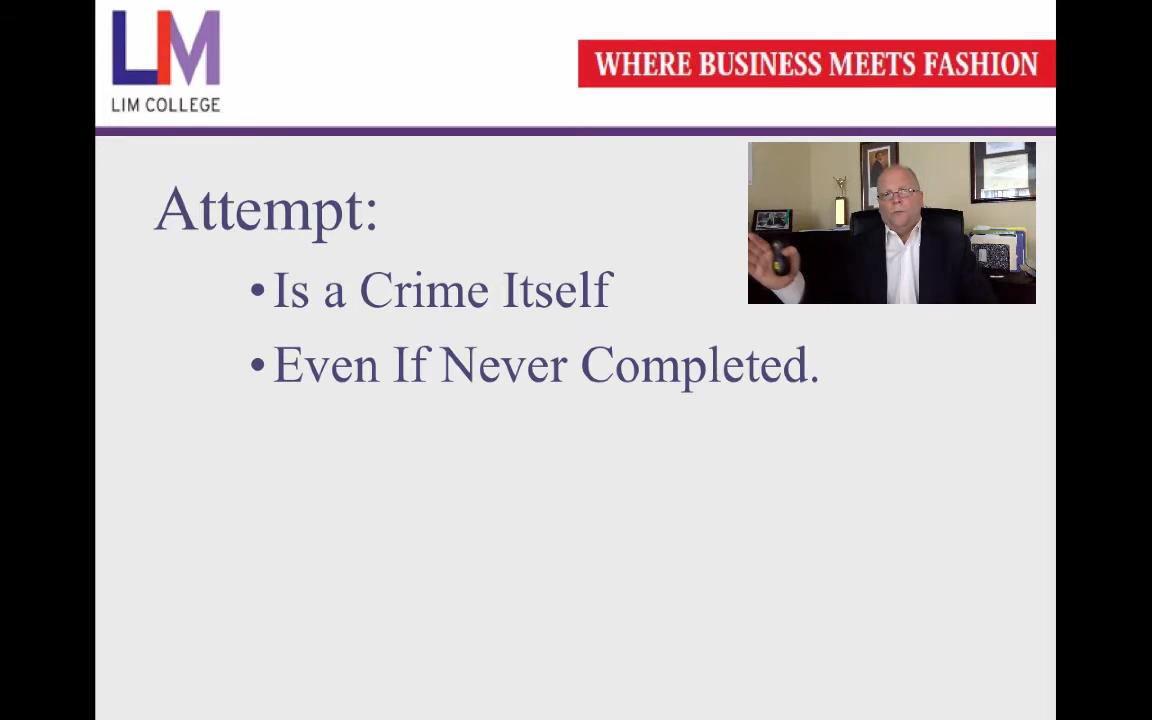 LIM
LIM COLLEGE
WHERE BUSINESS MEETS FASHION
Attempt:
•Is a Crime Itself
•Even If Never Completed.